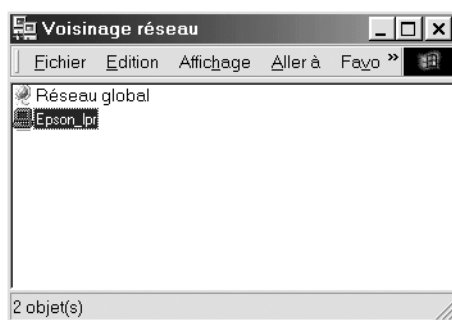 Voisinage réseau
Fichier Edition Affichage Aller à Favo »
Réseau global
Epson_lpr
2 objet(s)